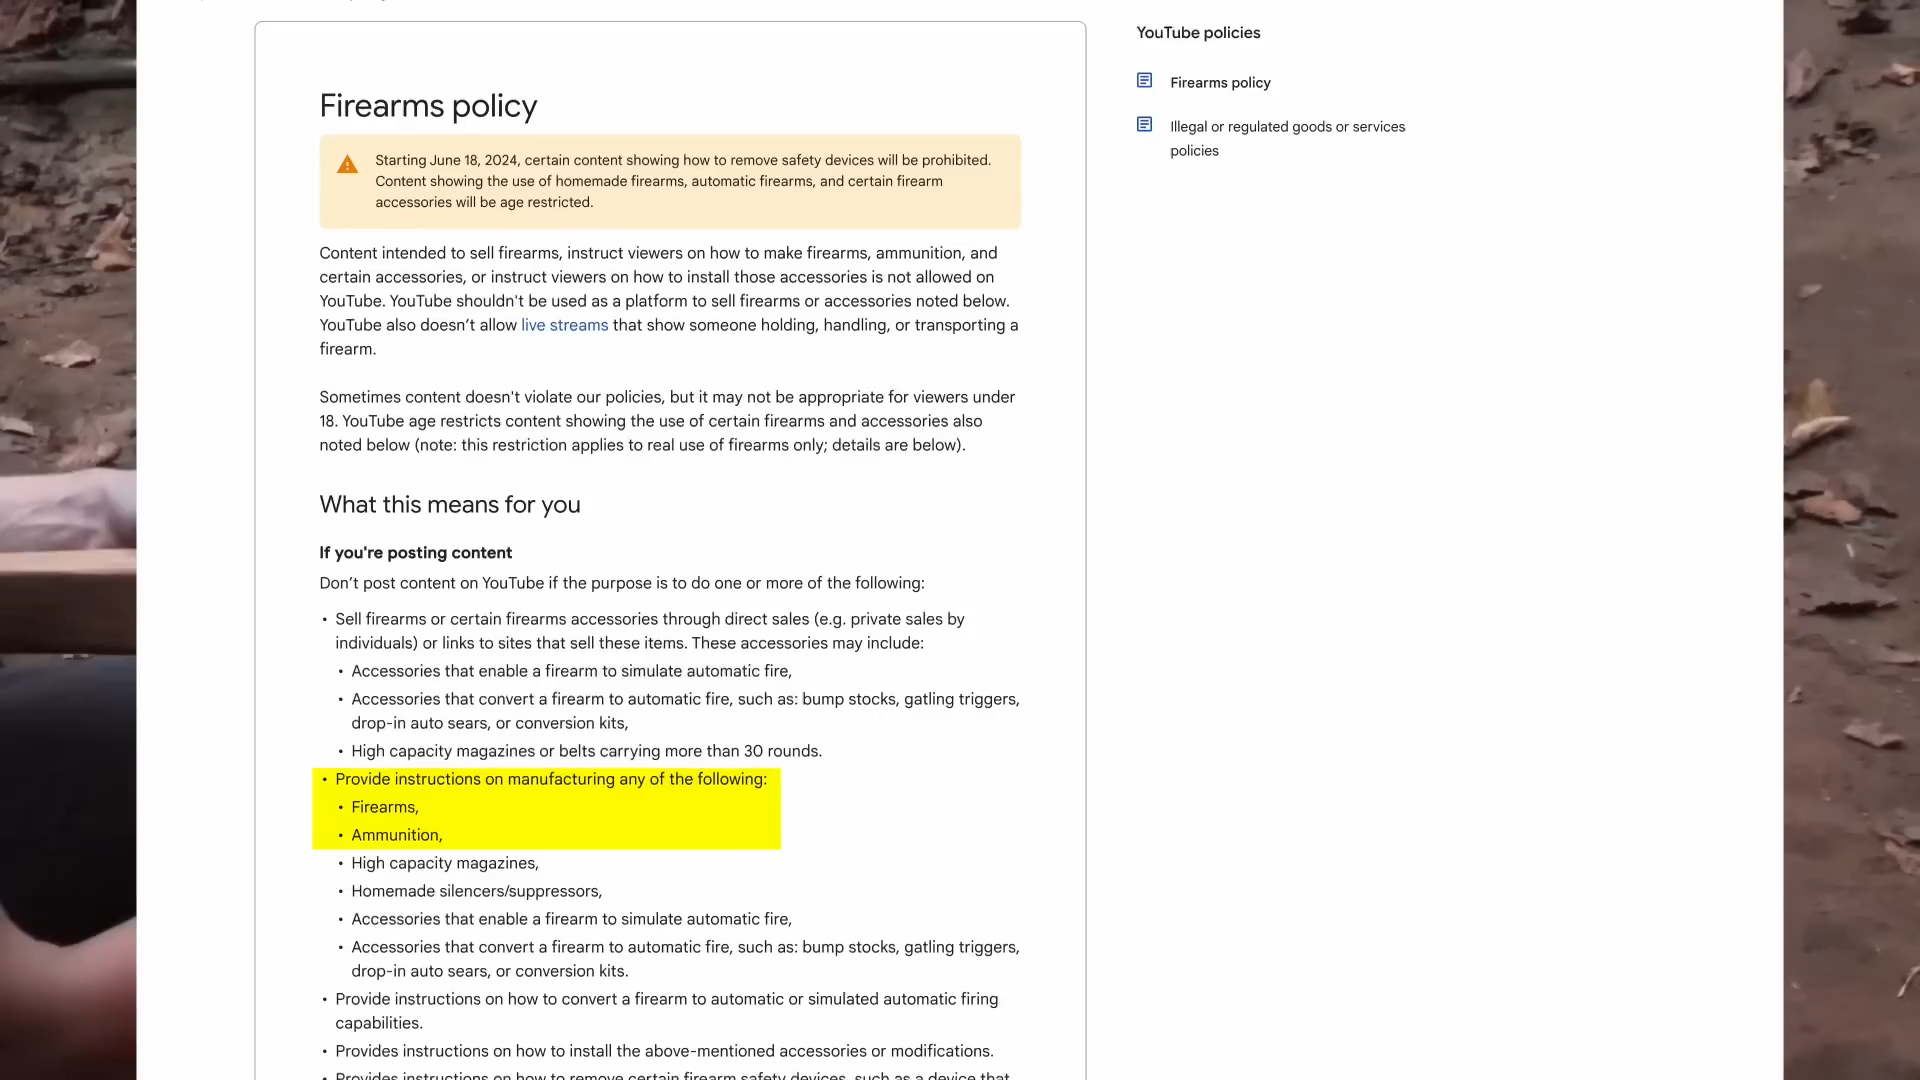 Firearms policy
Starting June 18, 2024, certain content showing how to remove safety devices will be prohibited.
Content showing the use of homemade firearms, automatic firearms, and certain firearm
accessories will be age restricted.
Content intended to sell firearms, instruct viewers on how to make firearms, ammunition, and
certain accessories, or instruct viewers on how to install those accessories is not allowed on
YouTube. YouTube shouldn't be used as a platform to sell firearms or accessories noted below.
YouTube also doesn’t allow live streams that show someone holding, handling, or transporting a
firearm.
Sometimes content doesn't violate our policies, but it may not be appropriate for viewers under
18. YouTube age restricts content showing the use of certain firearms and accessories also
noted below (note: this restriction applies to real use of firearms only; details are below).
What this means for you
If you're posting content
Don’t post content on YouTube if the purpose is to do one or more of the following:
• Sell firearms or certain firearms accessories through direct sales (e.g. private sales by
individuals) or links to sites that sell these items. These accessories may include:
• Accessories that enable a firearm to simulate automatic fire,
• Accessories that convert a firearm to automatic fire, such as: bump stocks, gatling triggers,
drop-in auto sears, or conversion kits,
• High capacity magazines or belts carrying more than 30 rounds.
• Provide instructions on manufacturing any of the following:
• Firearms,
• Ammunition,
• High capacity magazines,
• Homemade silencers/suppressors,
• Accessories that enable a firearm to simulate automatic fire,
• Accessories that convert a firearm to automatic fire, such as: bump stocks, gatling triggers,
drop-in auto sears, or conversion kits.
• Provide instructions on how to convert a firearm to automatic or simulated automatic firing
capabilities.
• Provides instructions on how to install the above-mentioned accessories or modifications.
• Provides instructions on how to remove certain firearm safety devices, such as a device that
YouTube policies
Firearms policy
Illegal or regulated goods or services
policies